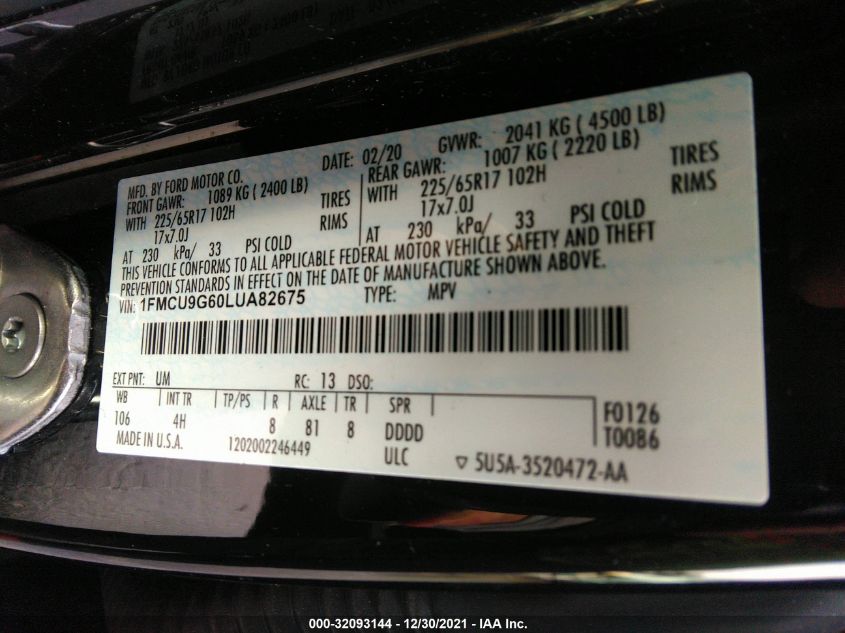 MFD. BY FORD MOTOR CO. DATE: 02/20 GVWR: 2041 KG ( 4500 LB)
FRONT GAWR: 1089 KG ( 2400 LB) REAR GAWR: 1007 KG ( 2220 LB)
WITH 225/65R17 102H TIRES WITH 225/65R17 102H TIRES
17x7.0J RIMS 17x7.0J RIMS
AT 230 kPa/ 33 PSI COLD AT 230 kPa/ 33 PSI COLD
THIS VEHICLE CONFORMS TO ALL APPLICABLE FEDERAL MOTOR VEHICLE SAFETY AND THEFT
PREVENTION STANDARDS IN EFFECT ON THE DATE OF MANUFACTURE SHOWN ABOVE.
VIN: 1FMCU9G60LUA82675 TYPE: MPV
EXT PNT: UM RC: 13 DSO:
WB INT TR TP/PS R AXLE TR SPR
106 4H 8 81 8 DDDD F0126
MADE IN U.S.A. 1202002246449 ULC T0086
▽ 5U5A-3520472-AA
000-32093144 - 12/30/2021 - IAA Inc.